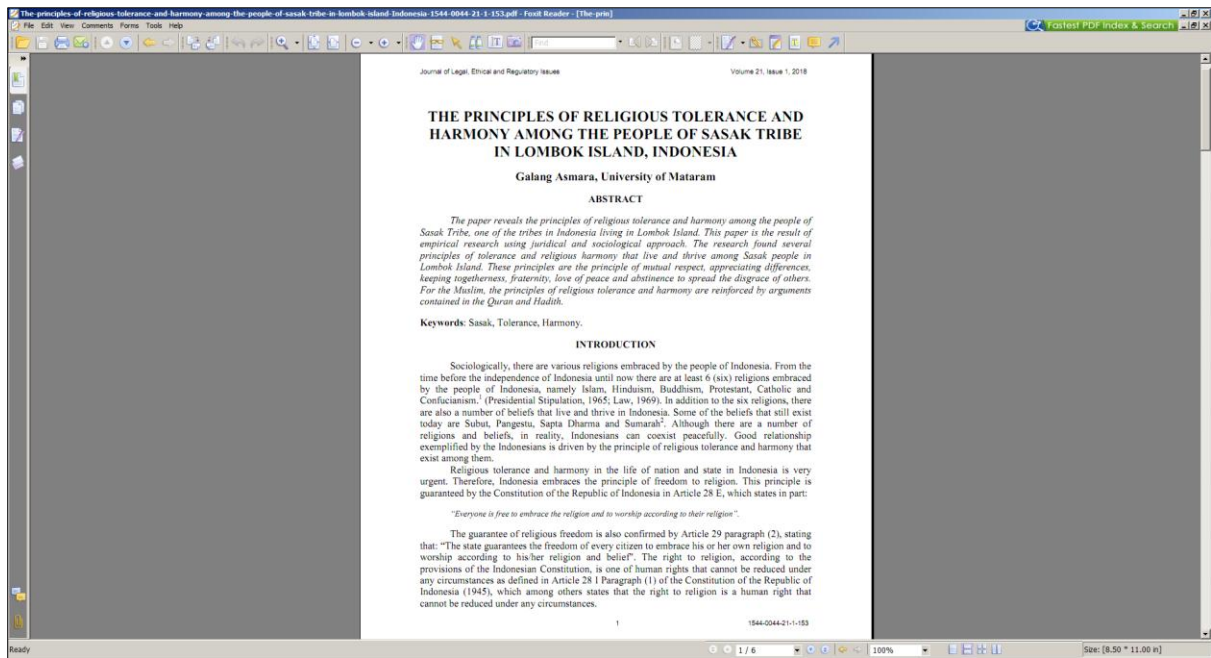 The-principles-of-religious-tolerance-and-harmony-among-the-people-of-sasak-tribe-in-lombok-island-Indonesia-1544-0044-21-1-153.pdf - Foxit Reader - [The-prin]
File Edit View Comments Forms Tools Help
Fastest PDF Index & Search
Find
Journal of Legal, Ethical and Regulatory Issues Volume 21, Issue 1, 2018
THE PRINCIPLES OF RELIGIOUS TOLERANCE AND
HARMONY AMONG THE PEOPLE OF SASAK TRIBE
IN LOMBOK ISLAND, INDONESIA
Galang Asmara, University of Mataram
ABSTRACT
The paper reveals the principles of religious tolerance and harmony among the people of
Sasak Tribe, one of the tribes in Indonesia living in Lombok Island. This paper is the result of
empirical research using juridical and sociological approach. The research found several
principles of tolerance and religious harmony that live and thrive among Sasak people in
Lombok Island. These principles are the principle of mutual respect, appreciating differences,
keeping togetherness, fraternity, love of peace and abstinence to spread the disgrace of others.
For the Muslim, the principles of religious tolerance and harmony are reinforced by arguments
contained in the Quran and Hadith.
Keywords: Sasak, Tolerance, Harmony.
INTRODUCTION
Sociologically, there are various religions embraced by the people of Indonesia. From the
time before the independence of Indonesia until now there are at least 6 (six) religions embraced
by the people of Indonesia, namely Islam, Hinduism, Buddhism, Protestant, Catholic and
Confucianism.1 (Presidential Stipulation, 1965; Law, 1969). In addition to the six religions, there
are also a number of beliefs that live and thrive in Indonesia. Some of the beliefs that still exist
today are Subut, Pangestu, Sapta Dharma and Sumarah2. Although there are a number of
religions and beliefs, in reality, Indonesians can coexist peacefully. Good relationship
exemplified by the Indonesians is driven by the principle of religious tolerance and harmony that
exist among them.
Religious tolerance and harmony in the life of nation and state in Indonesia is very
urgent. Therefore, Indonesia embraces the principle of freedom to religion. This principle is
guaranteed by the Constitution of the Republic of Indonesia in Article 28 E, which states in part:
"Everyone is free to embrace the religion and to worship according to their religion".
The guarantee of religious freedom is also confirmed by Article 29 paragraph (2), stating
that: "The state guarantees the freedom of every citizen to embrace his or her own religion and to
worship according to his/her religion and belief". The right to religion, according to the
provisions of the Indonesian Constitution, is one of human rights that cannot be reduced under
any circumstances as defined in Article 28 I Paragraph (1) of the Constitution of the Republic of
Indonesia (1945), which among others states that the right to religion is a human right that
cannot be reduced under any circumstances.
1 1544-0044-21-1-153
Ready 1 / 6 100% Size: [8.50 * 11.00 in]